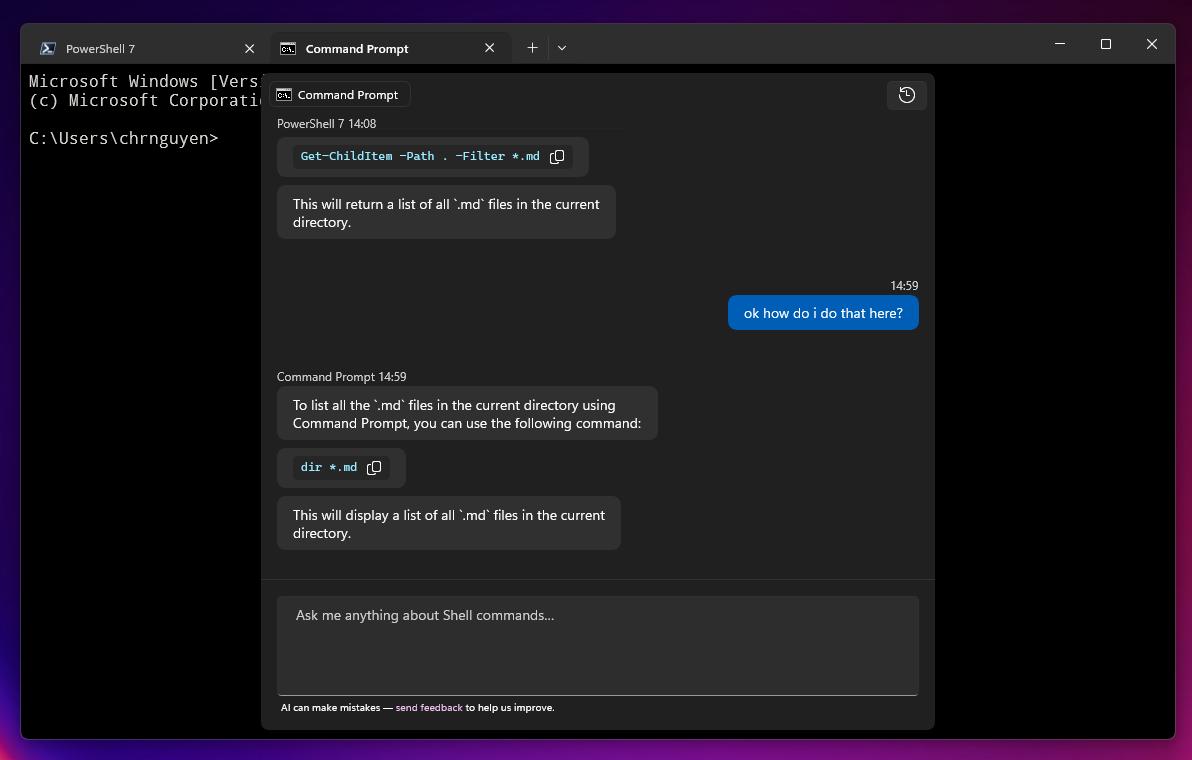 PowerShell 7
Command Prompt
Microsoft Windows [Vers
(c) Microsoft Corporati
C:\Users\chrnguyen>
Command Prompt
PowerShell 7 14:08
Get-ChildItem -Path . -Filter *.md
This will return a list of all `.md` files in the current
directory.
14:59
ok how do i do that here?
Command Prompt 14:59
To list all the `.md` files in the current directory using
Command Prompt, you can use the following command:
dir *.md
This will display a list of all `.md` files in the current
directory.
Ask me anything about Shell commands...
AI can make mistakes — send feedback to help us improve.